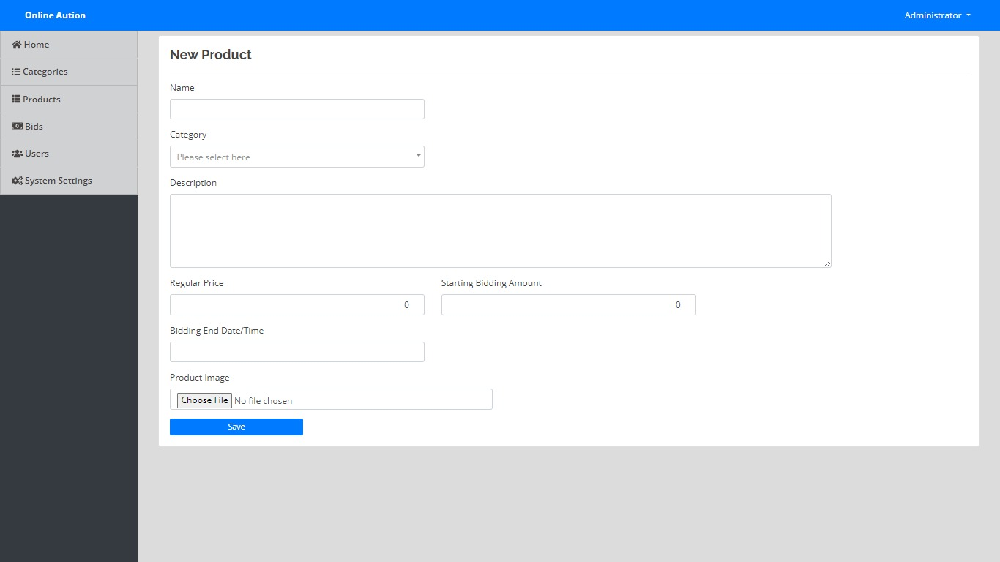 Online Aution
Administrator
Home
Categories
Products
Bids
Users
System Settings
New Product
Name
Category
Please select here
Description
Regular Price Starting Bidding Amount
0 0
Bidding End Date/Time
Product Image
Choose File No file chosen
Save